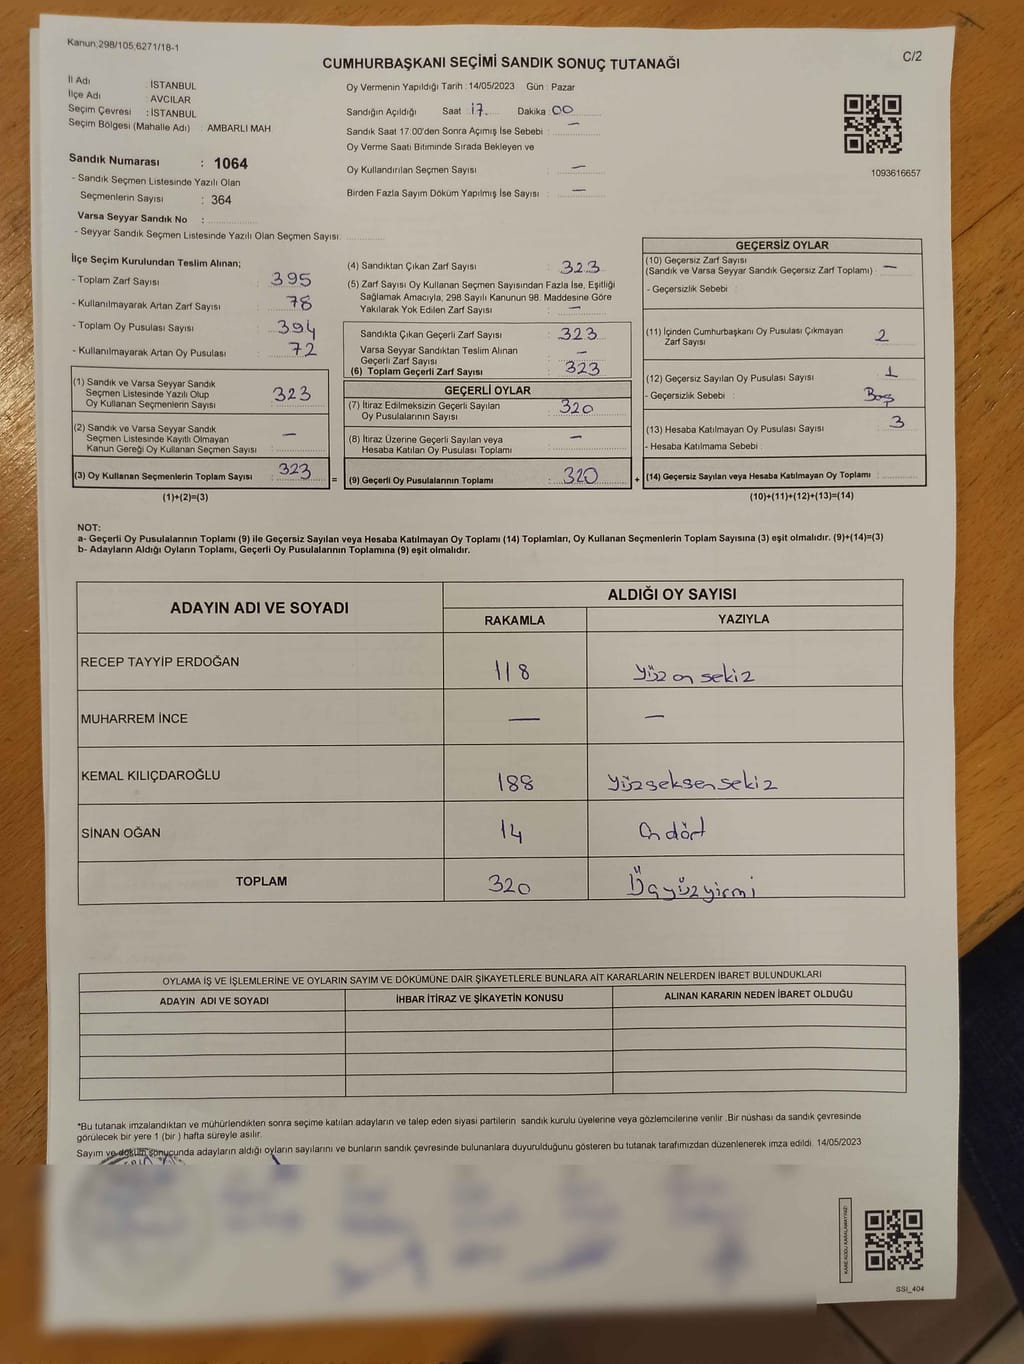 Kanun:298/105;6271/18-1
C/2
CUMHURBAŞKANI SEÇİMİ SANDIK SONUÇ TUTANAĞI
İl Adı : İSTANBUL
İlçe Adı : AVCILAR
Seçim Çevresi : İSTANBUL
Seçim Bölgesi (Mahalle Adı) : AMBARLI MAH
Sandık Numarası : 1064
- Sandık Seçmen Listesinde Yazılı Olan
Seçmenlerin Sayısı : 364
Varsa Seyyar Sandık No :
- Seyyar Sandık Seçmen Listesinde Yazılı Olan Seçmen Sayısı:
Oy Vermenin Yapıldığı Tarih :14/05/2023 Gün : Pazar
Sandığın Açıldığı Saat :17 Dakika :00
Sandık Saat 17.00'den Sonra Açımış İse Sebebi : —
Oy Verme Saati Bitiminde Sırada Bekleyen ve
Oy Kullandırılan Seçmen Sayısı : —
Birden Fazla Sayım Döküm Yapılmış İse Sayısı : —
1093616657
İlçe Seçim Kurulundan Teslim Alınan;
- Toplam Zarf Sayısı : 395
- Kullanılmayarak Artan Zarf Sayısı : 78
- Toplam Oy Pusulası Sayısı : 394
- Kullanılmayarak Artan Oy Pusulası : 72
(1) Sandık ve Varsa Seyyar Sandık
Seçmen Listesinde Yazılı Olup
Oy Kullanan Seçmenlerin Sayısı : 323
(2) Sandık ve Varsa Seyyar Sandık
Seçmen Listesinde Kayıtlı Olmayan
Kanun Gereği Oy Kullanan Seçmen Sayısı : —
(3) Oy Kullanan Seçmenlerin Toplam Sayısı : 323
(1)+(2)=(3)
=
(4) Sandıktan Çıkan Zarf Sayısı : 323
(5) Zarf Sayısı Oy Kullanan Seçmen Sayısından Fazla İse, Eşitliği
Sağlamak Amacıyla; 298 Sayılı Kanunun 98. Maddesine Göre
Yakılarak Yok Edilen Zarf Sayısı : —
Sandıkta Çıkan Geçerli Zarf Sayısı : 323
Varsa Seyyar Sandıktan Teslim Alınan
Geçerli Zarf Sayısı : —
(6) Toplam Geçerli Zarf Sayısı : 323
GEÇERLİ OYLAR
(7) İtiraz Edilmeksizin Geçerli Sayılan
Oy Pusulalarının Sayısı : 320
(8) İtiraz Üzerine Geçerli Sayılan veya
Hesaba Katılan Oy Pusulası Toplamı : —
(9) Geçerli Oy Pusulalarının Toplamı : 320
+
GEÇERSİZ OYLAR
(10) Geçersiz Zarf Sayısı
(Sandık ve Varsa Seyyar Sandık Geçersiz Zarf Toplamı) : —
- Geçersizlik Sebebi :
(11) İçinden Cumhurbaşkanı Oy Pusulası Çıkmayan
Zarf Sayısı : 2
(12) Geçersiz Sayılan Oy Pusulası Sayısı : 1
- Geçersizlik Sebebi : Boş
(13) Hesaba Katılmayan Oy Pusulası Sayısı : 3
- Hesaba Katılmama Sebebi :
(14) Geçersiz Sayılan veya Hesaba Katılmayan Oy Toplamı :
(10)+(11)+(12)+(13)=(14)
NOT:
a- Geçerli Oy Pusulalarının Toplamı (9) ile Geçersiz Sayılan veya Hesaba Katılmayan Oy Toplamı (14) Toplamları, Oy Kullanan Seçmenlerin Toplam Sayısına (3) eşit olmalıdır. (9)+(14)=(3)
b- Adayların Aldığı Oyların Toplamı, Geçerli Oy Pusulalarının Toplamına (9) eşit olmalıdır.
ADAYIN ADI VE SOYADI
ALDIĞI OY SAYISI
RAKAMLA YAZIYLA
RECEP TAYYİP ERDOĞAN 118 Yüz on sekiz
MUHARREM İNCE — —
KEMAL KILIÇDAROĞLU 188 Yüzseksensekiz
SİNAN OĞAN 14 On dört
TOPLAM 320 Üçyüzyirmi
OYLAMA İŞ VE İŞLEMLERİNE VE OYLARIN SAYIM VE DÖKÜMÜNE DAİR ŞİKAYETLERLE BUNLARA AİT KARARLARIN NELERDEN İBARET BULUNDUKLARI
ADAYIN ADI VE SOYADI İHBAR İTİRAZ VE ŞİKAYETİN KONUSU ALINAN KARARIN NEDEN İBARET OLDUĞU
*Bu tutanak imzalandıktan ve mühürlendikten sonra seçime katılan adayların ve talep eden siyasi partilerin sandık kurulu üyelerine veya gözlemcilerine verilir .Bir nüshası da sandık çevresinde
görülecek bir yere 1 (bir ) hafta süreyle asılır.
Sayım ve döküm sonucunda adayların aldığı oyların sayılarını ve bunların sandık çevresinde bulunanlara duyurulduğunu gösteren bu tutanak tarafımızdan düzenlenerek imza edildi. 14/05/2023
KAREKODU KARALAMAYINIZ!
SSI_404